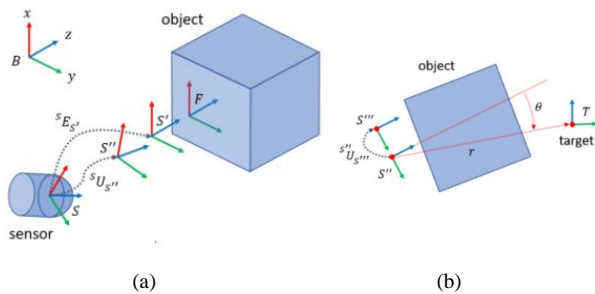 object
x
z
B
y
F
S'
ˢE_S'
S''
ˢU_S''
S
sensor
(a)
object
S'''
θ
T
target
S''U_S'''
r
S''
(b)